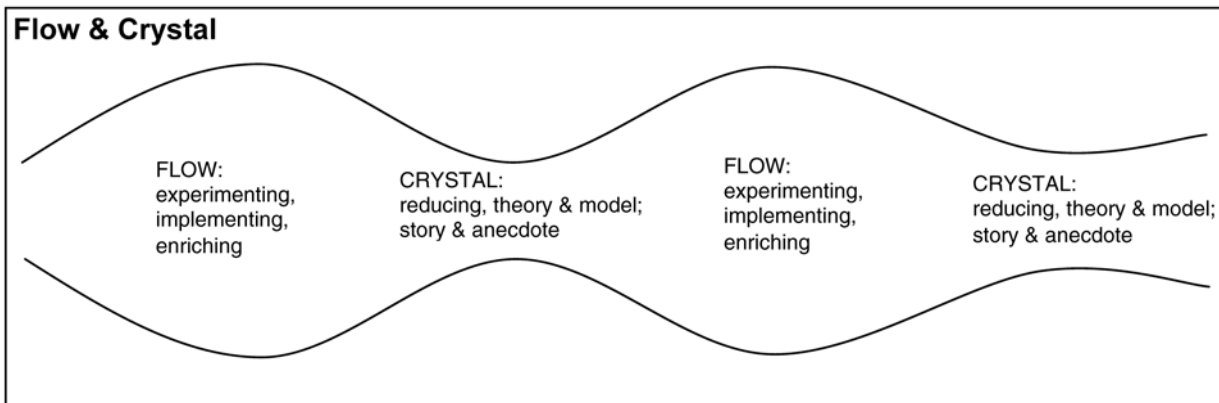 Flow & Crystal
FLOW:
experimenting,
implementing,
enriching
CRYSTAL:
reducing, theory & model;
story & anecdote
FLOW:
experimenting,
implementing,
enriching
CRYSTAL:
reducing, theory & model;
story & anecdote